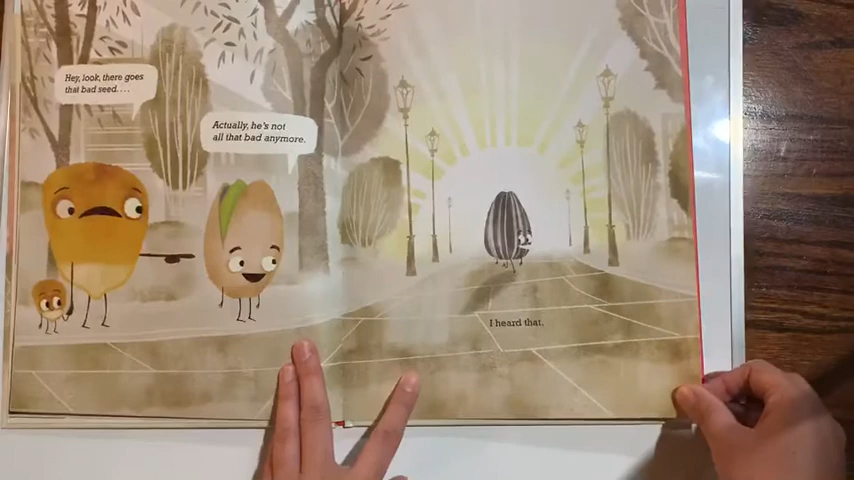 Hey, look, there goes
that bad seed. . . .
Actually, he's not
all that bad anymore.
I heard that.